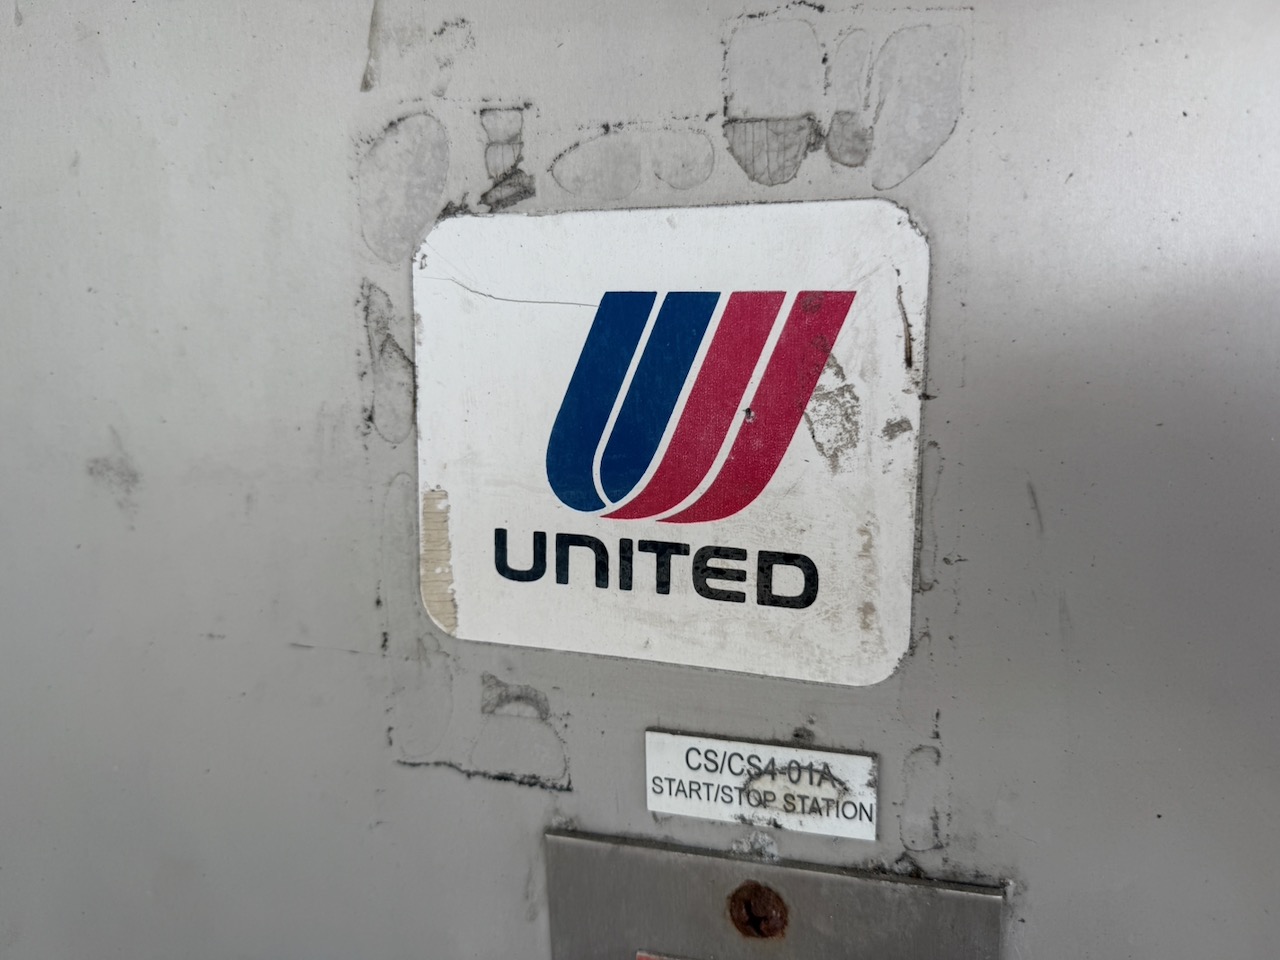 UNITED
CS/CS4-01A
START/STOP STATION